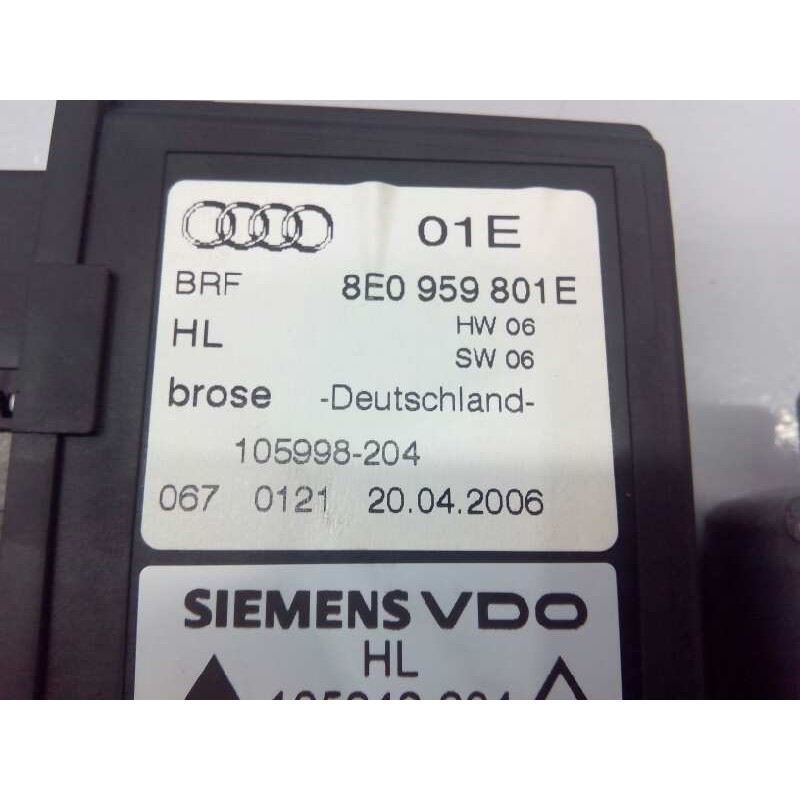 01E
BRF 8E0 959 801E
HL HW 06
SW 06
brose -Deutschland-
105998-204
067 0121 20.04.2006
SIEMENS VDO
HL